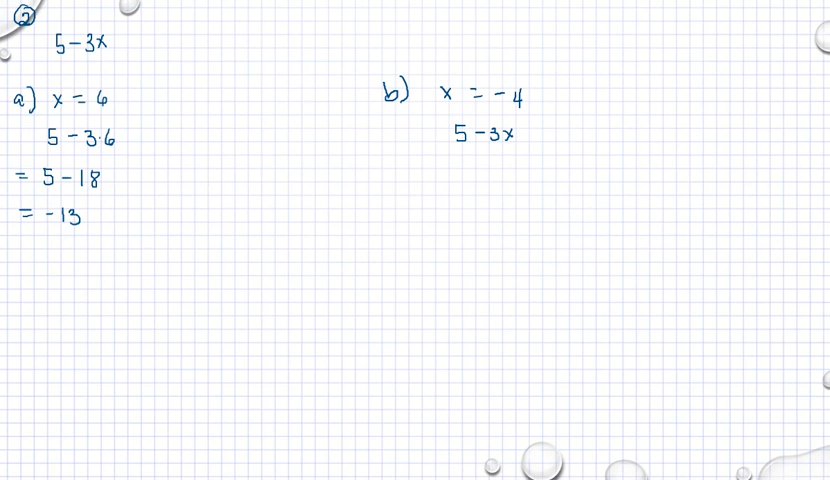 ②
5 - 3x
a) x = 6
5 - 3·6
= 5 - 18
= -13
b) x = -4
5 - 3x